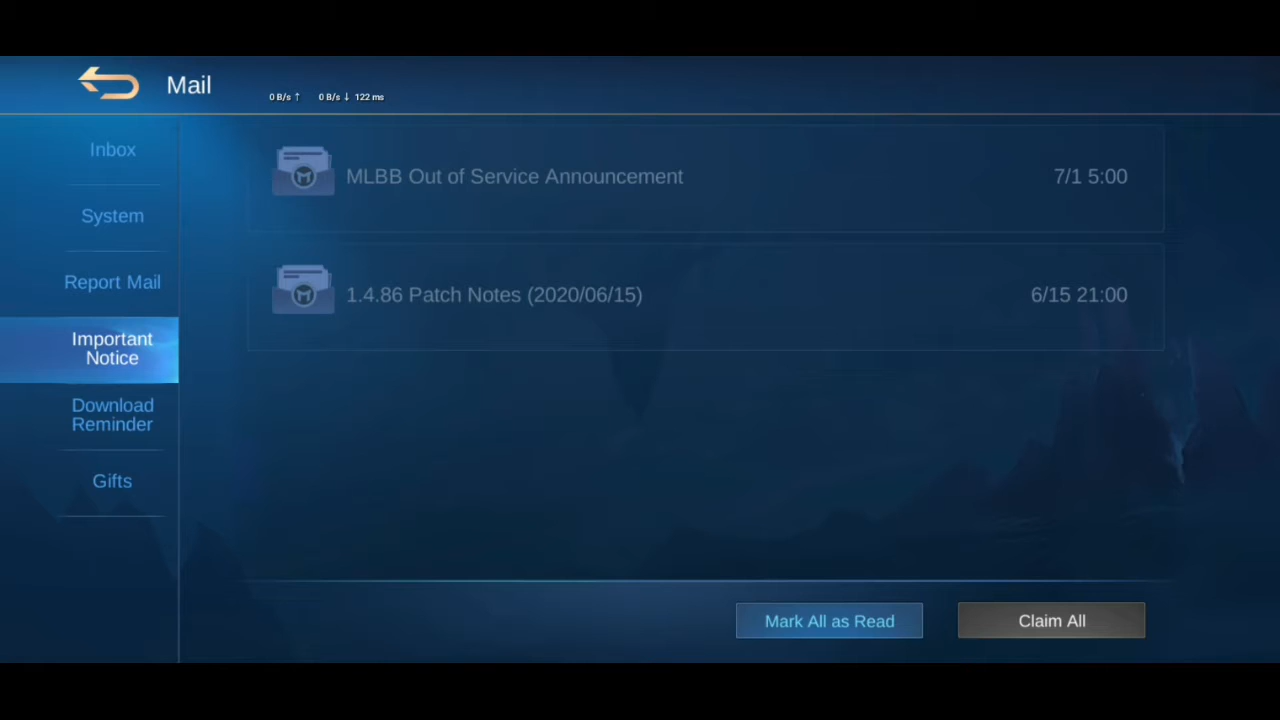 Mail
0 B/s ↑ 0 B/s ↓ 122 ms
Inbox
System
Report Mail
Important
Notice
Download
Reminder
Gifts
MLBB Out of Service Announcement 7/1 5:00
1.4.86 Patch Notes (2020/06/15) 6/15 21:00
Mark All as Read
Claim All